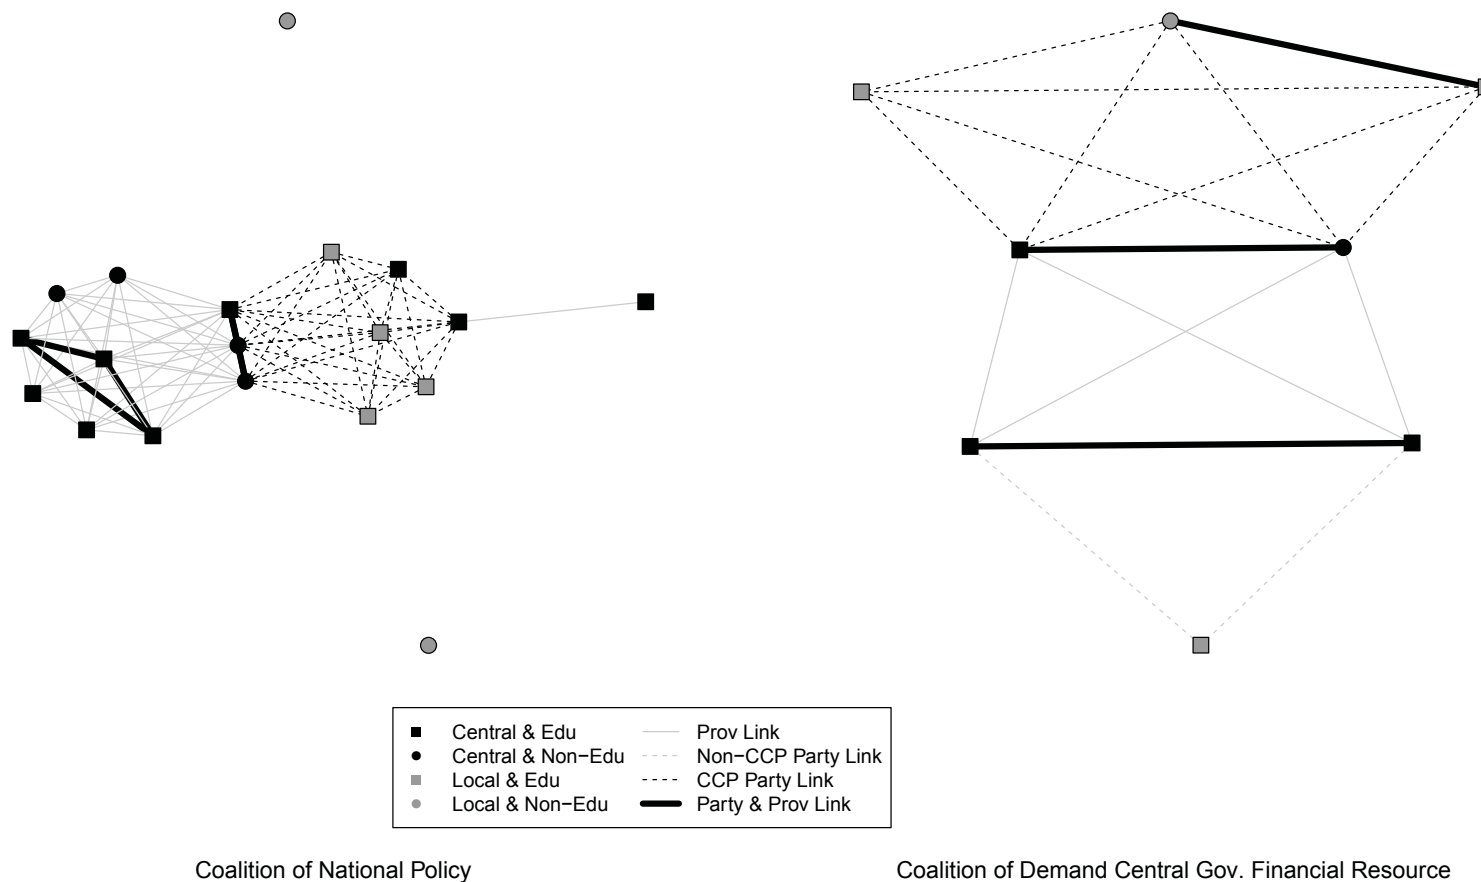 Central & Edu
Central & Non−Edu
Local & Edu
Local & Non−Edu
Prov Link
Non−CCP Party Link
CCP Party Link
Party & Prov Link
Coalition of National Policy
Coalition of Demand Central Gov. Financial Resource